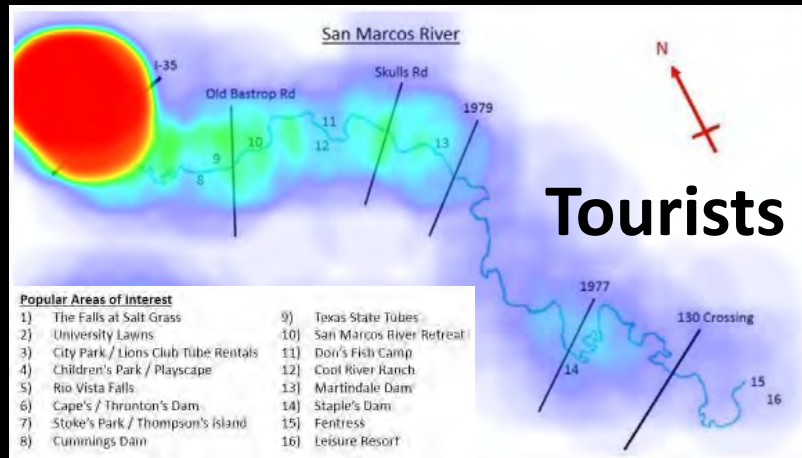 San Marcos River
N
I-35
Skulls Rd
Old Bastrop Rd
1979
11
10
12
13
9
8
Tourists
1977
130 Crossing
14
15
16
Popular Areas of Interest
1) The Falls at Salt Grass
2) University Lawns
3) City Park / Lions Club Tube Rentals
4) Children's Park / Playscape
5) Rio Vista Falls
6) Cape's / Thronton's Dam
7) Stoke's Park / Thompson's Island
8) Cummings Dam
9) Texas State Tubes
10) San Marcos River Retreat
11) Don's Fish Camp
12) Cool River Ranch
13) Martindale Dam
14) Staple's Dam
15) Fentress
16) Leisure Resort